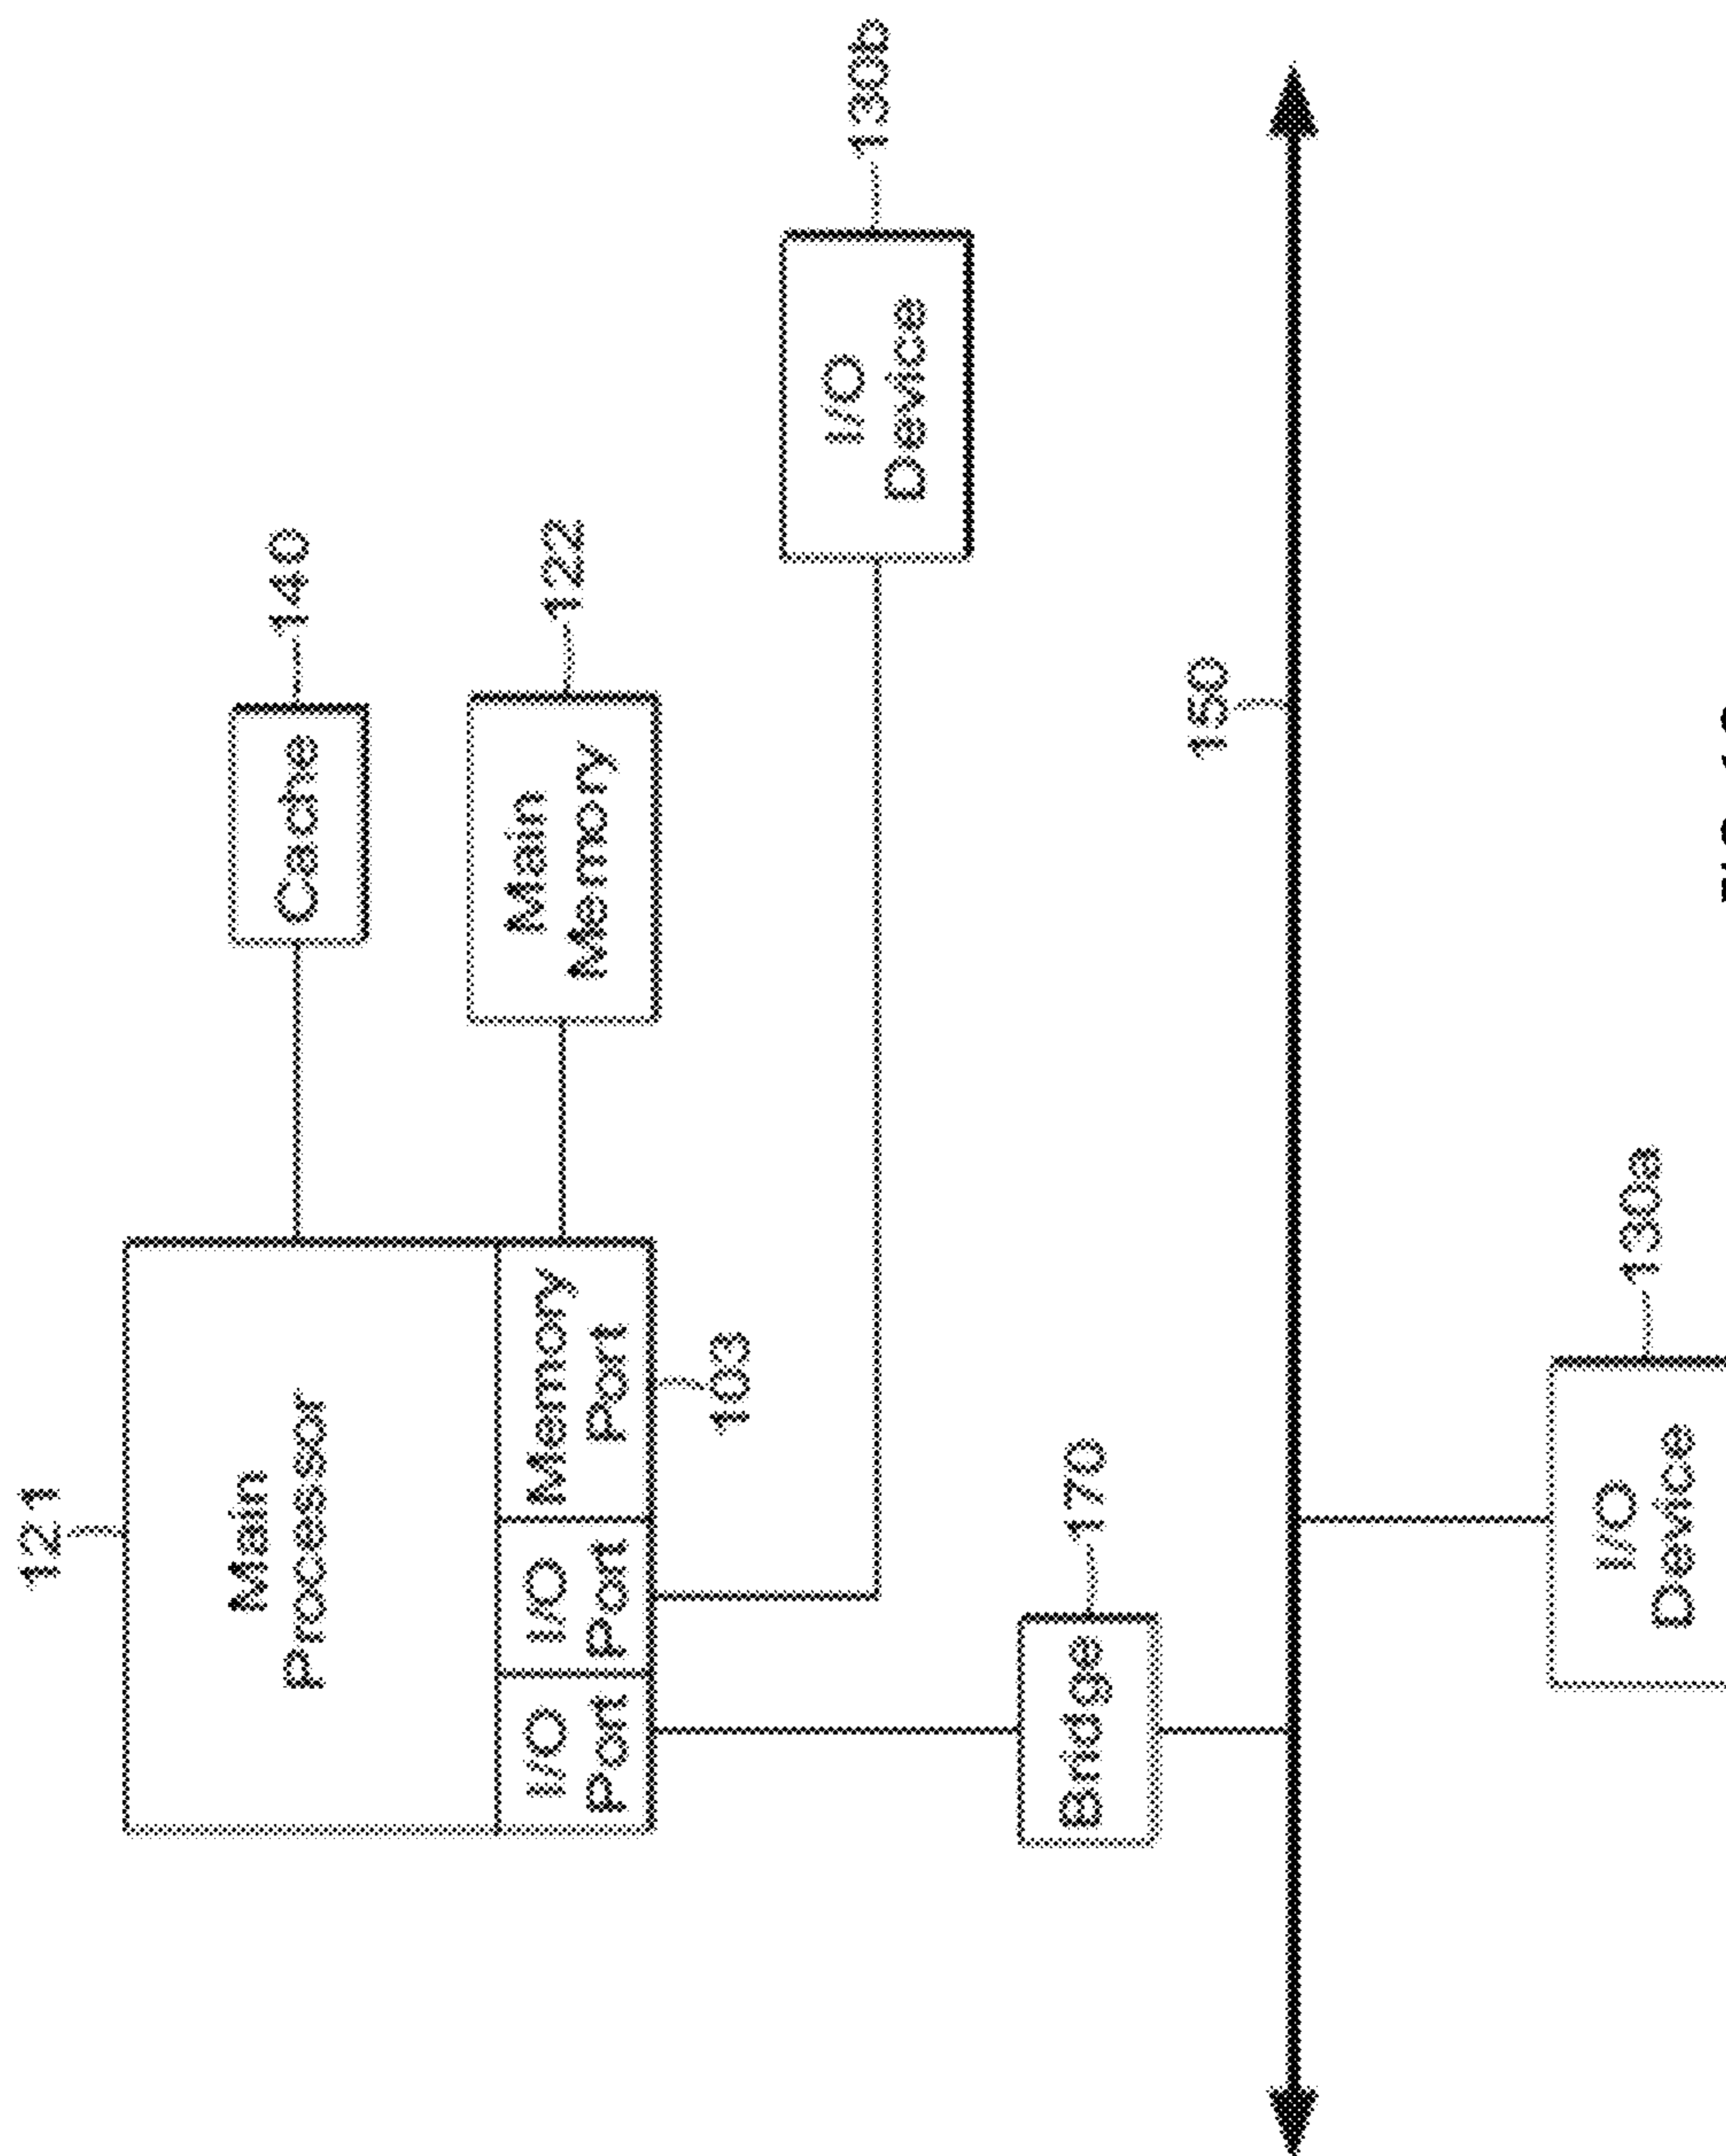 121
Main
Processor
I/O
Port
I/O
Port
Memory
Port
103
Cache
140
Main
Memory
122
I/O
Device
130b
Bridge
170
150
I/O
Device
130a